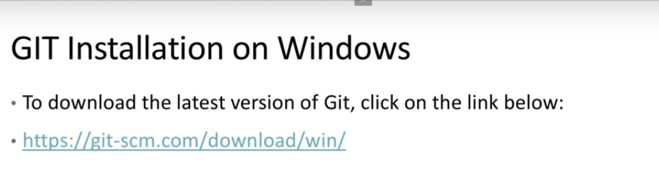 GIT Installation on Windows
• To download the latest version of Git, click on the link below:
• https://git-scm.com/download/win/